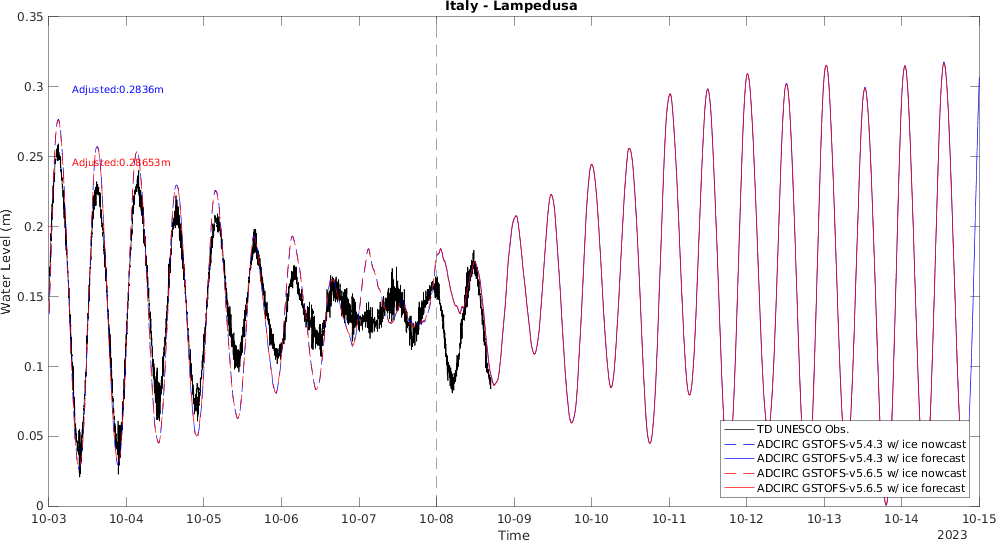 Italy - Lampedusa
Water Level (m)
0.35
0.3
0.25
0.2
0.15
0.1
0.05
0
Adjusted:0.2836m
Adjusted:0.28653m
TD UNESCO Obs.
ADCIRC GSTOFS-v5.4.3 w/ ice nowcast
ADCIRC GSTOFS-v5.4.3 w/ ice forecast
ADCIRC GSTOFS-v5.6.5 w/ ice nowcast
ADCIRC GSTOFS-v5.6.5 w/ ice forecast
10-03 10-04 10-05 10-06 10-07 10-08 10-09 10-10 10-11 10-12 10-13 10-14 10-15
Time
2023